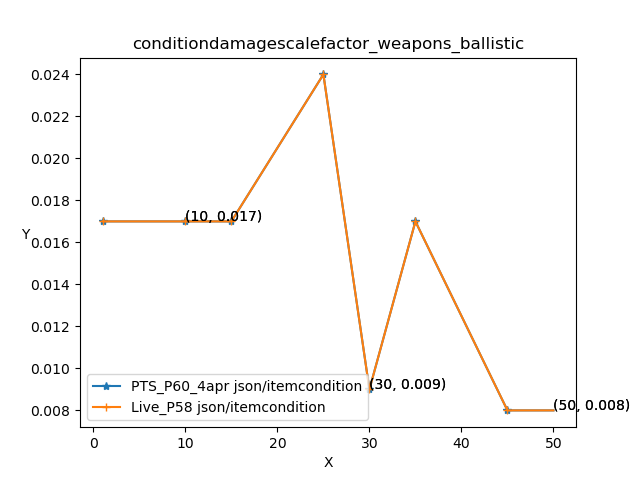 conditiondamagescalefactor_weapons_ballistic
0.024
0.022
0.020
0.018
(10, 0.017)
0.016
Y
0.014
0.012
0.010
(30, 0.009)
0.008
(50, 0.008)
PTS_P60_4apr json/itemcondition
Live_P58 json/itemcondition
0 10 20 30 40 50
X